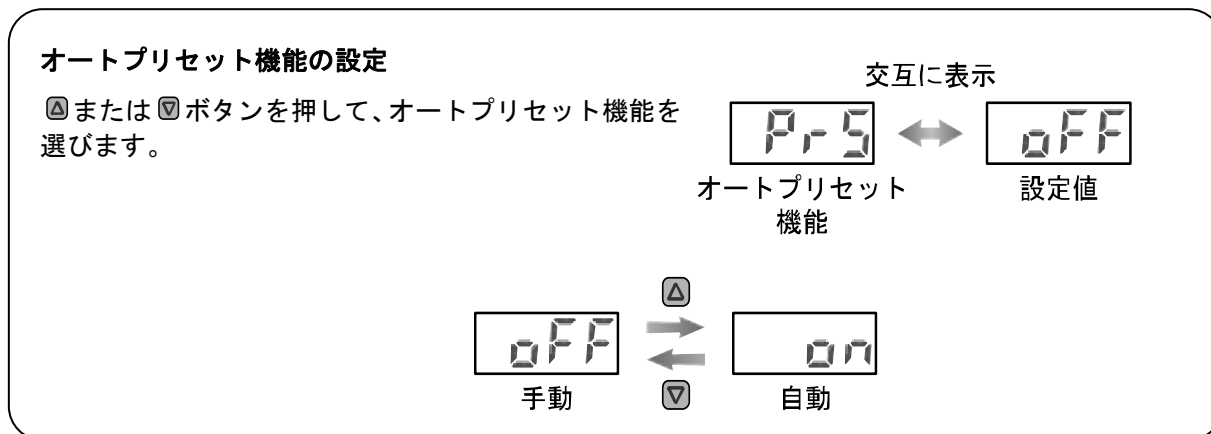 オートプリセット機能の設定
△または▽ボタンを押して、オートプリセット機能を
選びます。
交互に表示
PrS oFF
オートプリセット
機能
設定値
△
oFF on
手動 ▽ 自動